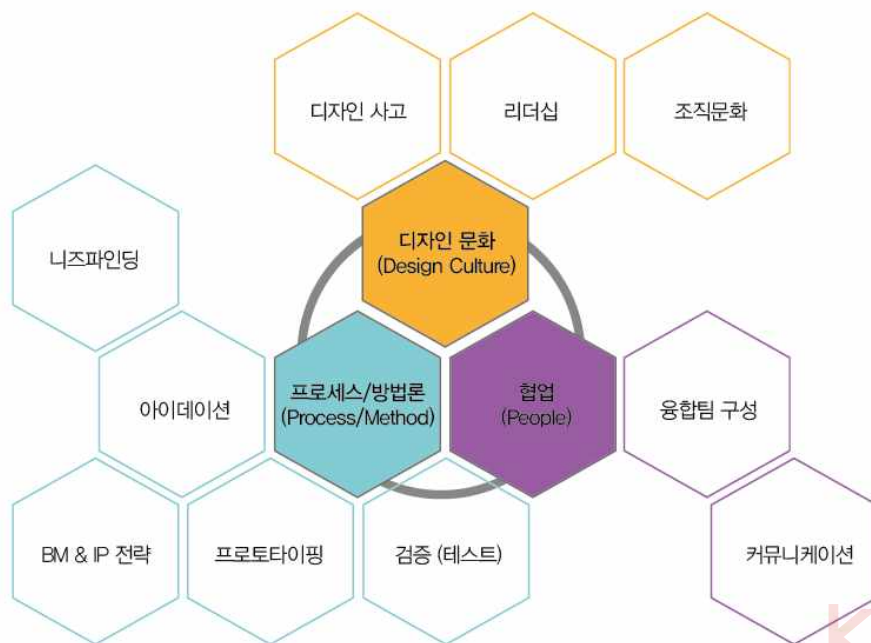 디자인 사고
리더십
조직문화
디자인 문화
(Design Culture)
니즈파인딩
아이데이션
프로세스/방법론
(Process/Method)
협업
(People)
융합팀 구성
BM & IP 전략
프로토타이핑
검증 (테스트)
커뮤니케이션